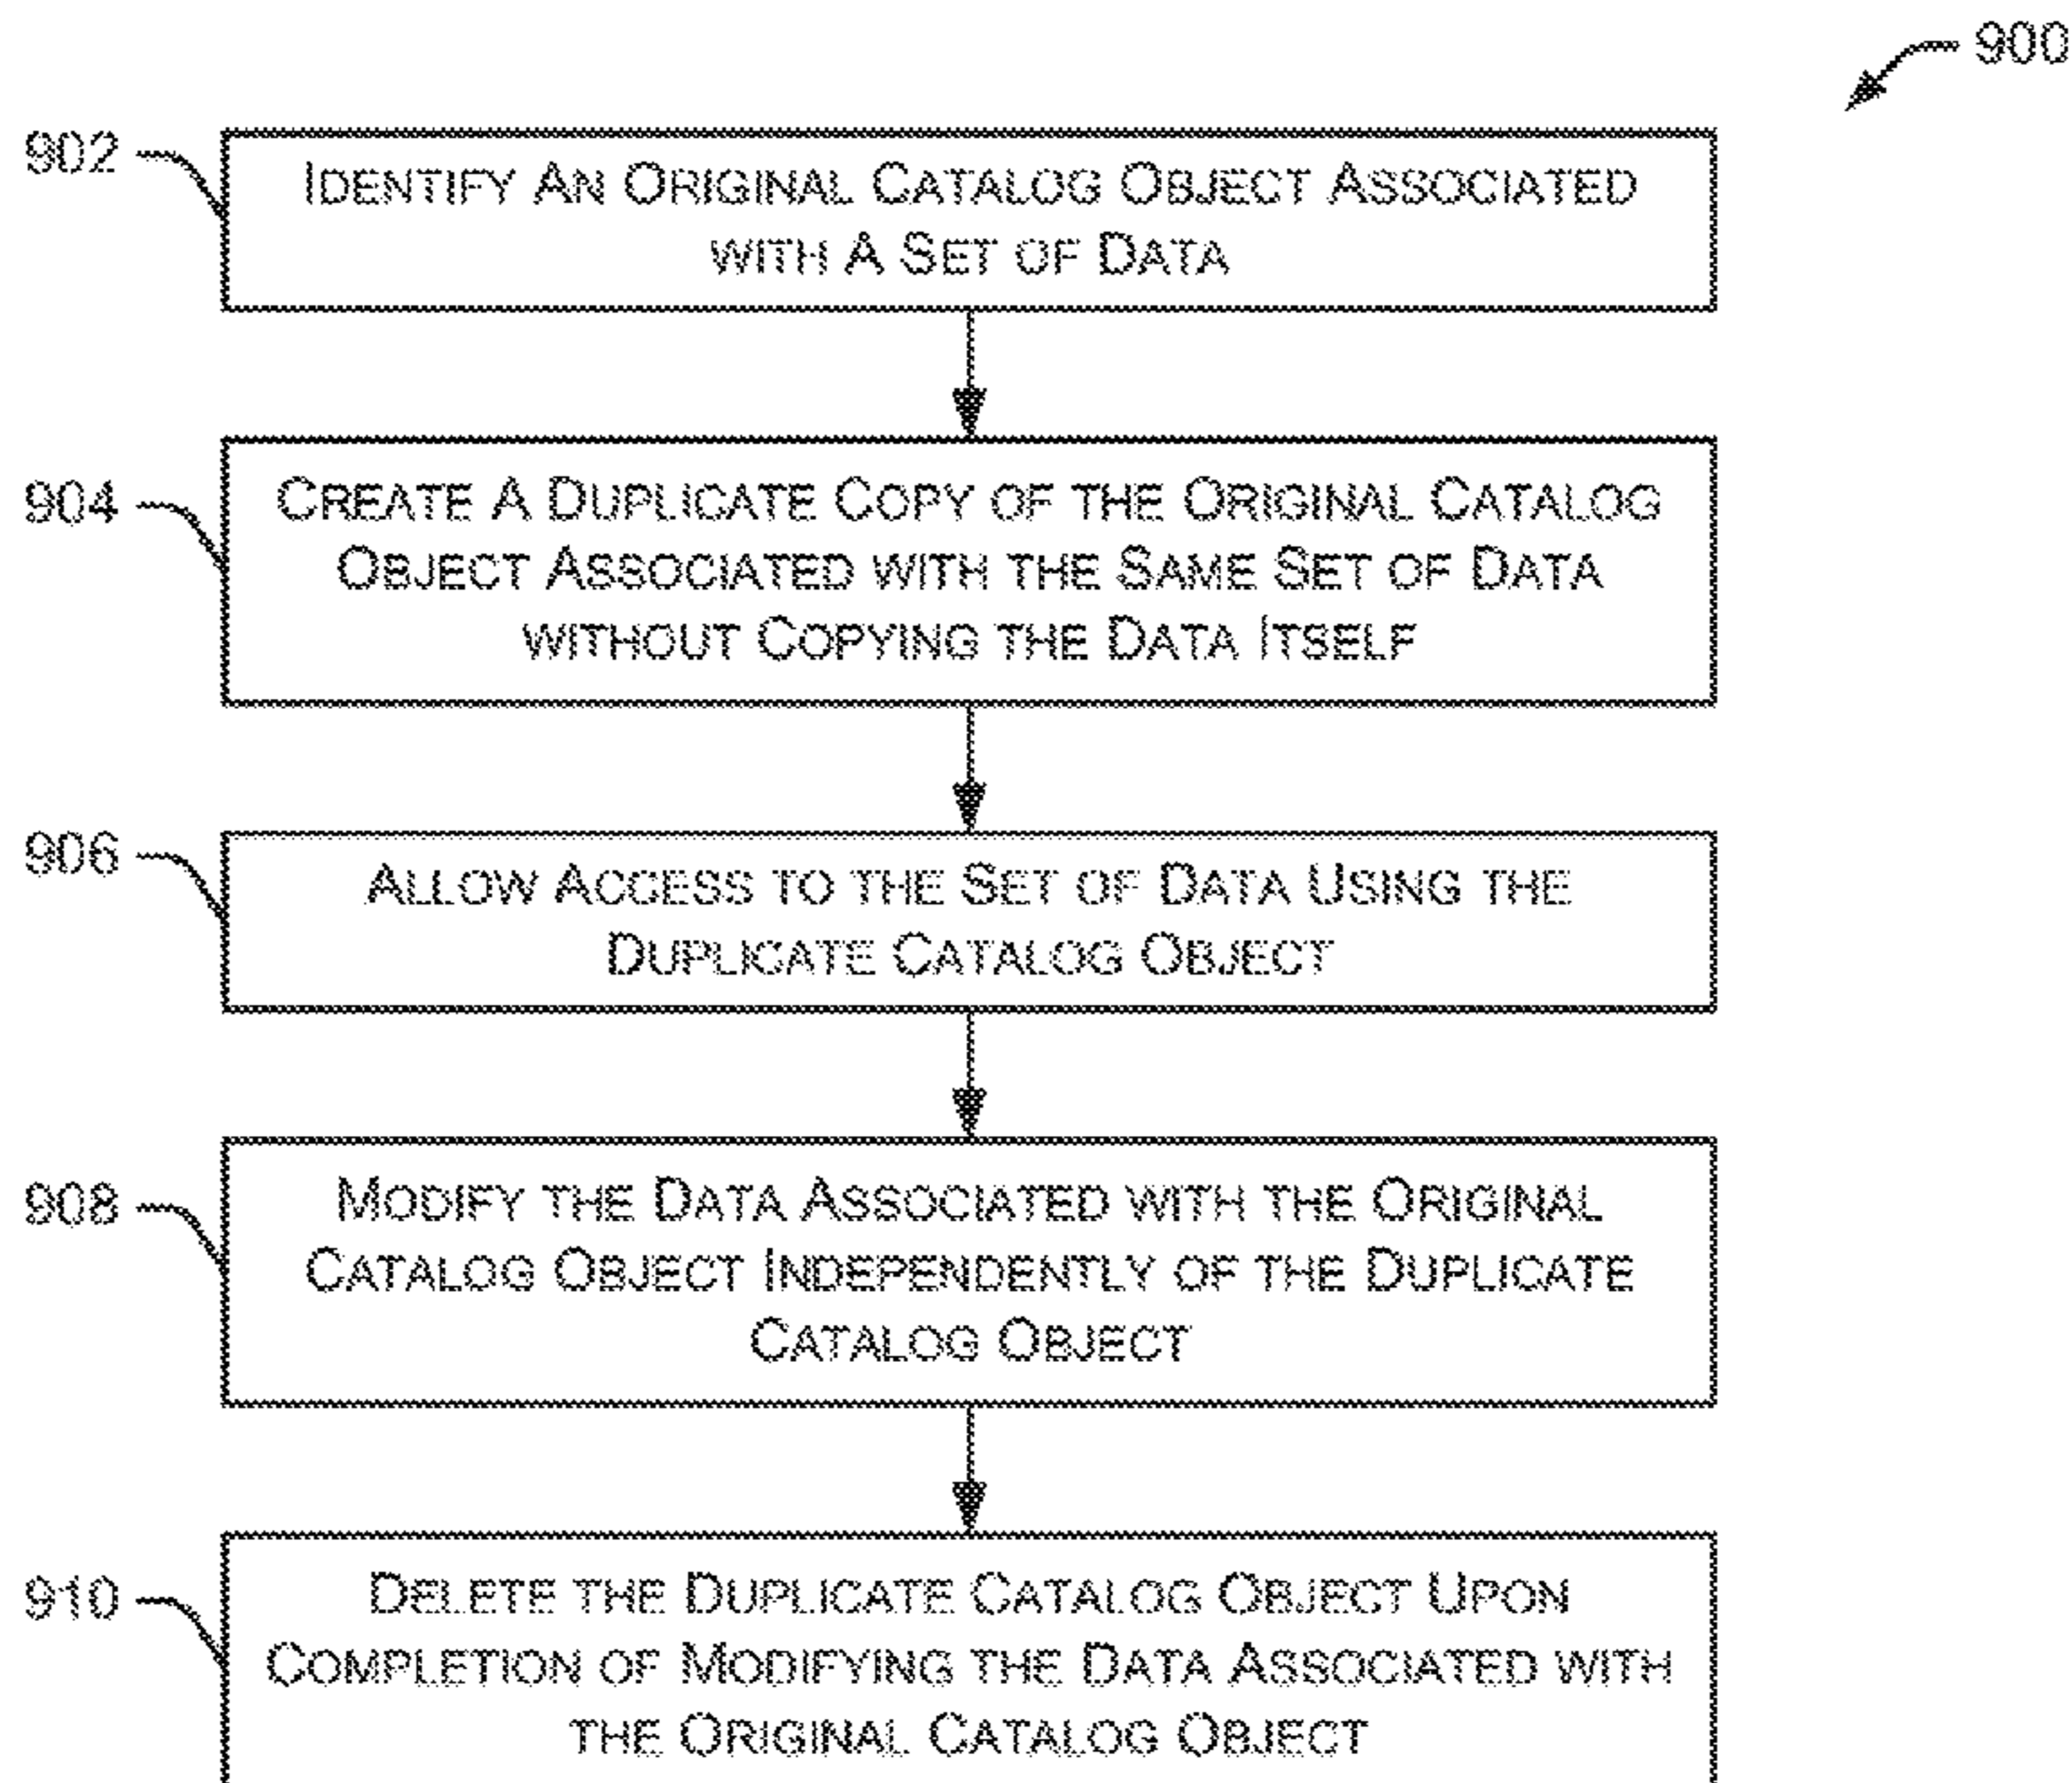 900
902
IDENTIFY AN ORIGINAL CATALOG OBJECT ASSOCIATED
WITH A SET OF DATA
904
CREATE A DUPLICATE COPY OF THE ORIGINAL CATALOG
OBJECT ASSOCIATED WITH THE SAME SET OF DATA
WITHOUT COPYING THE DATA ITSELF
906
ALLOW ACCESS TO THE SET OF DATA USING THE
DUPLICATE CATALOG OBJECT
908
MODIFY THE DATA ASSOCIATED WITH THE ORIGINAL
CATALOG OBJECT INDEPENDENTLY OF THE DUPLICATE
CATALOG OBJECT
910
DELETE THE DUPLICATE CATALOG OBJECT UPON
COMPLETION OF MODIFYING THE DATA ASSOCIATED WITH
THE ORIGINAL CATALOG OBJECT